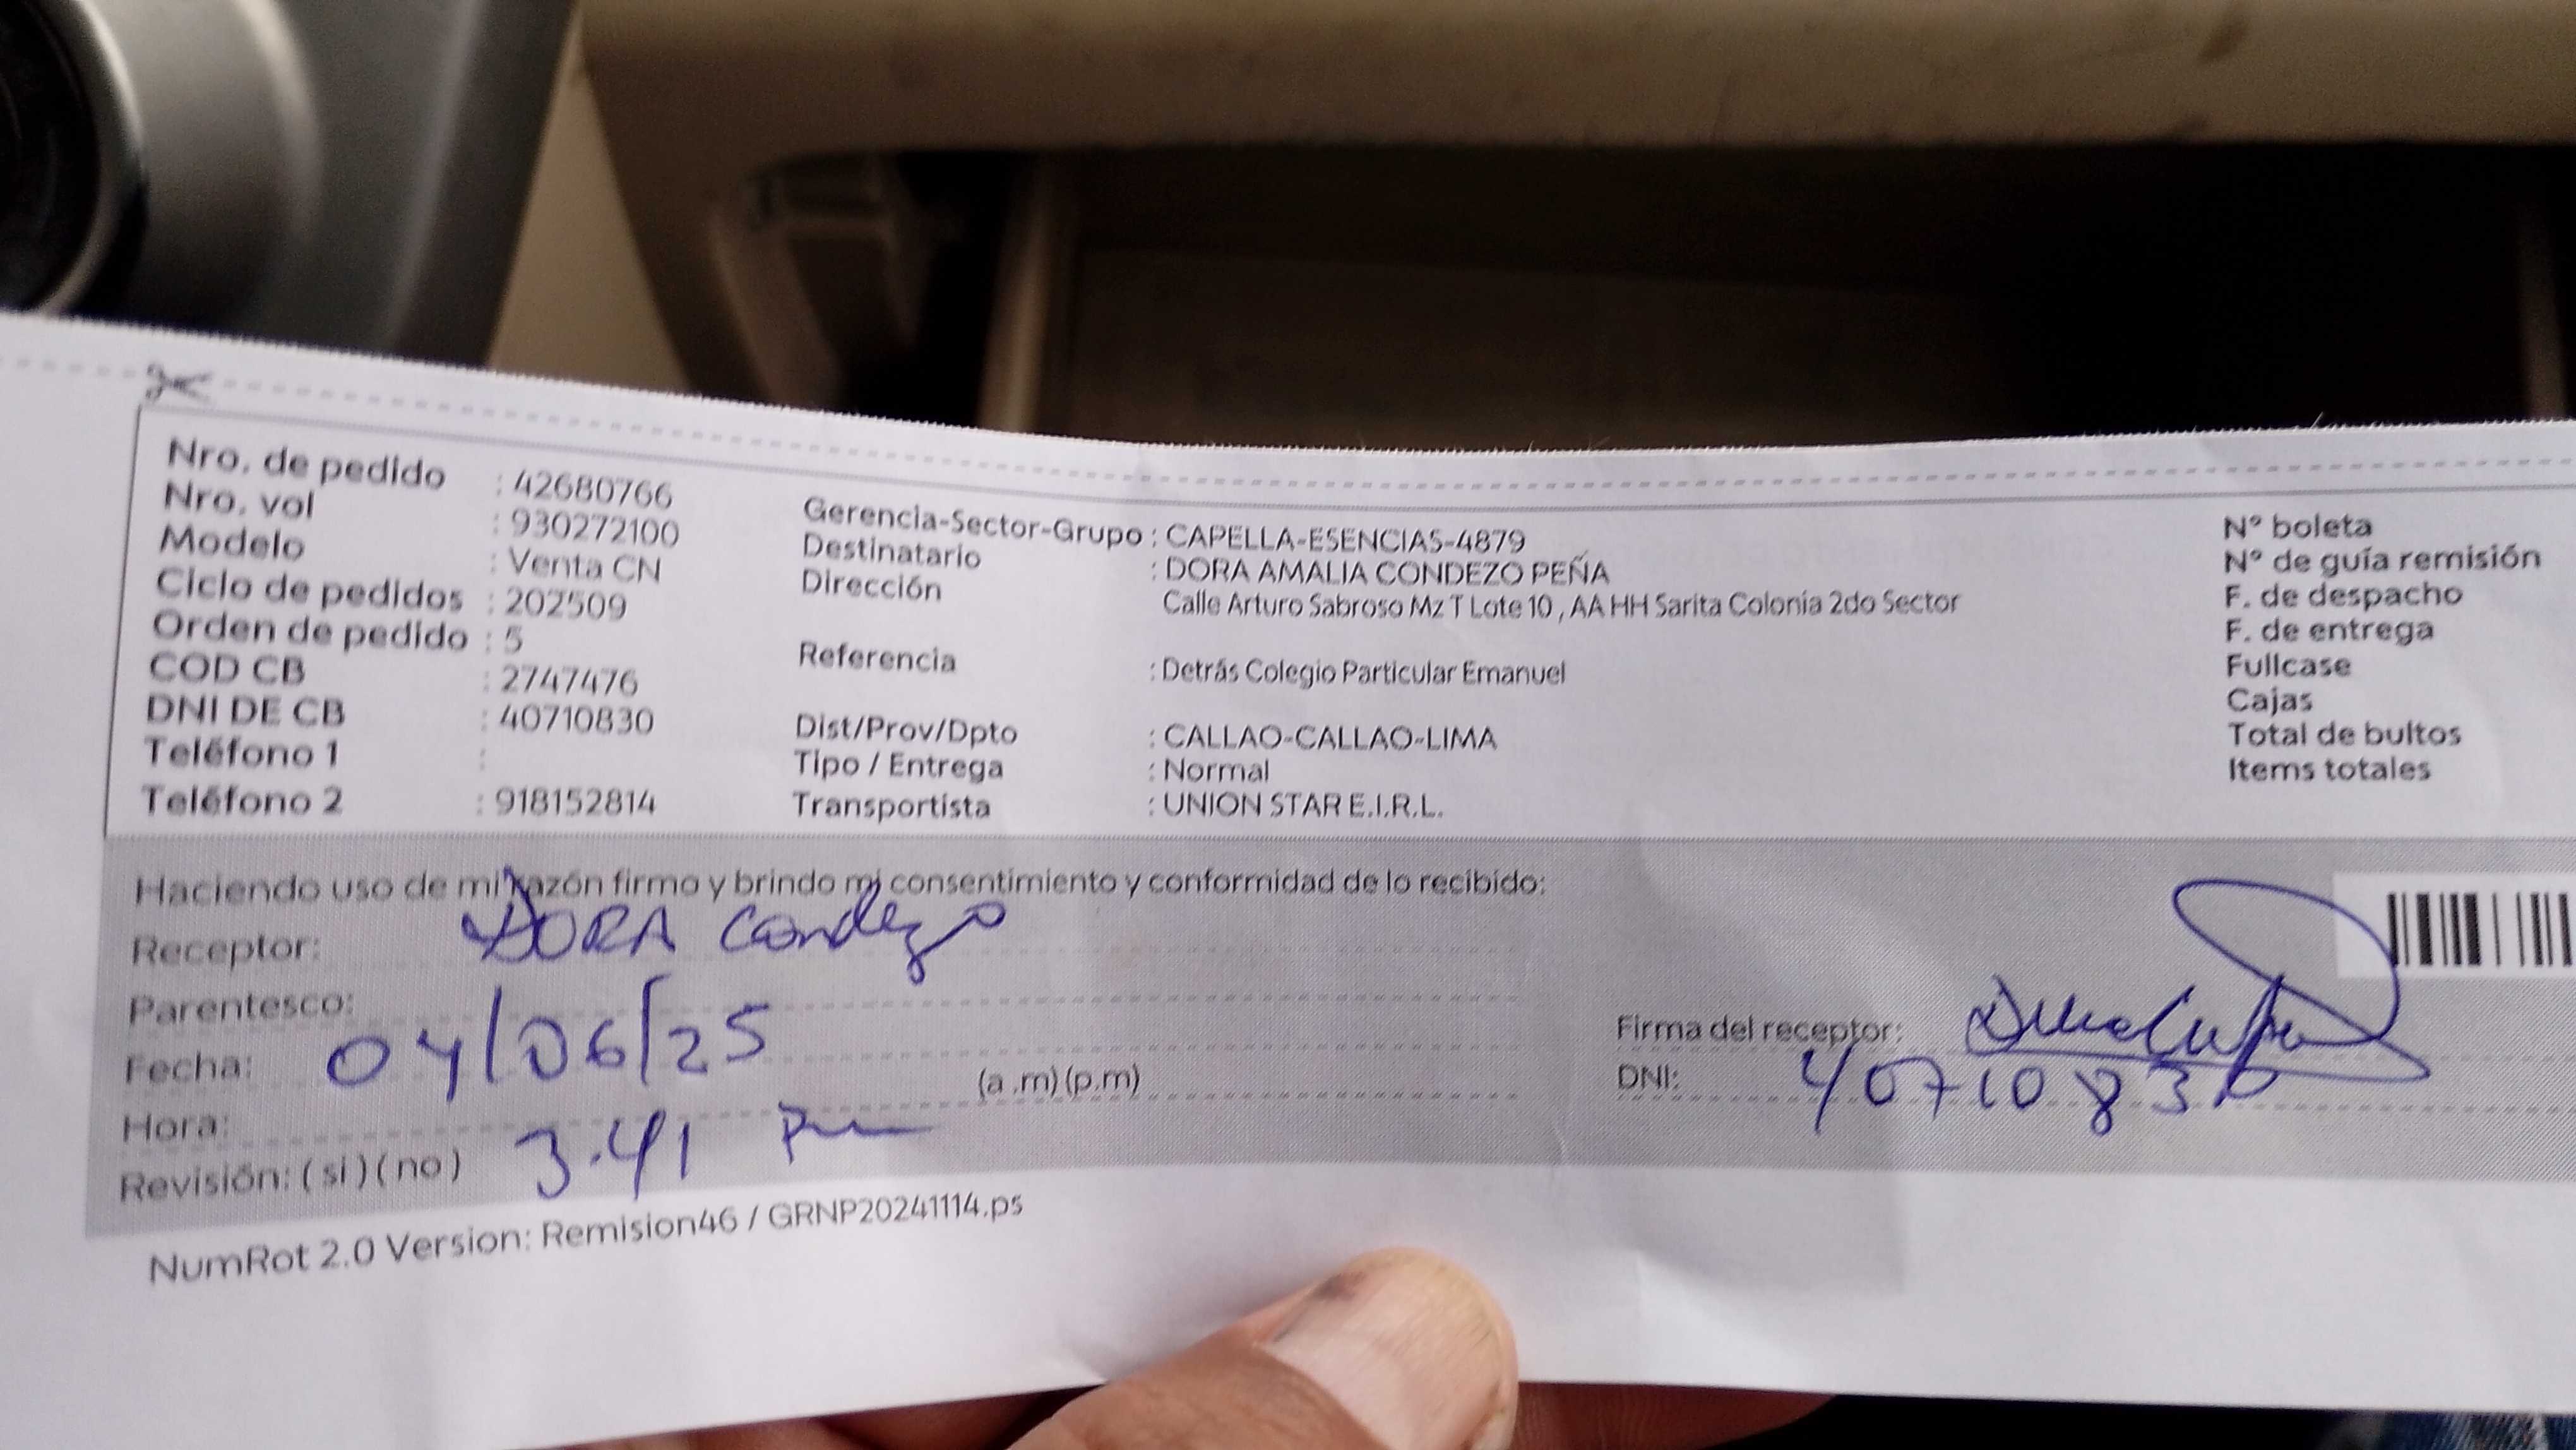 Nro. de pedido : 42680766
Nro. vol : 930272100
Modelo : Venta CN
Ciclo de pedidos : 202509
Orden de pedido : 5
COD CB : 2747476
DNI DE CB : 40710830
Teléfono 1 :
Teléfono 2 : 918152814
Gerencia-Sector-Grupo : CAPELLA-ESENCIAS-4879
Destinatario : DORA AMALIA CONDEZO PEÑA
Dirección Calle Arturo Sabroso Mz T Lote 10 , AA HH Sarita Colonia 2do Sector
Referencia : Detrás Colegio Particular Emanuel
Dist/Prov/Dpto : CALLAO-CALLAO-LIMA
Tipo / Entrega : Normal
Transportista : UNION STAR E.I.R.L.
N° boleta
N° de guía remisión
F. de despacho
F. de entrega
Fullcase
Cajas
Total de bultos
Items totales
Haciendo uso de mi razón firmo y brindo mi consentimiento y conformidad de lo recibido:
Receptor: DORA Condezo
Parentesco:
Fecha: 04/06/25
(a .m) (p.m)
Hora: 3.41 Pm
Revisión: ( si ) ( no )
Firma del receptor:
DNI: 40710830
NumRot 2.0 Version: Remision46 / GRNP20241114.ps